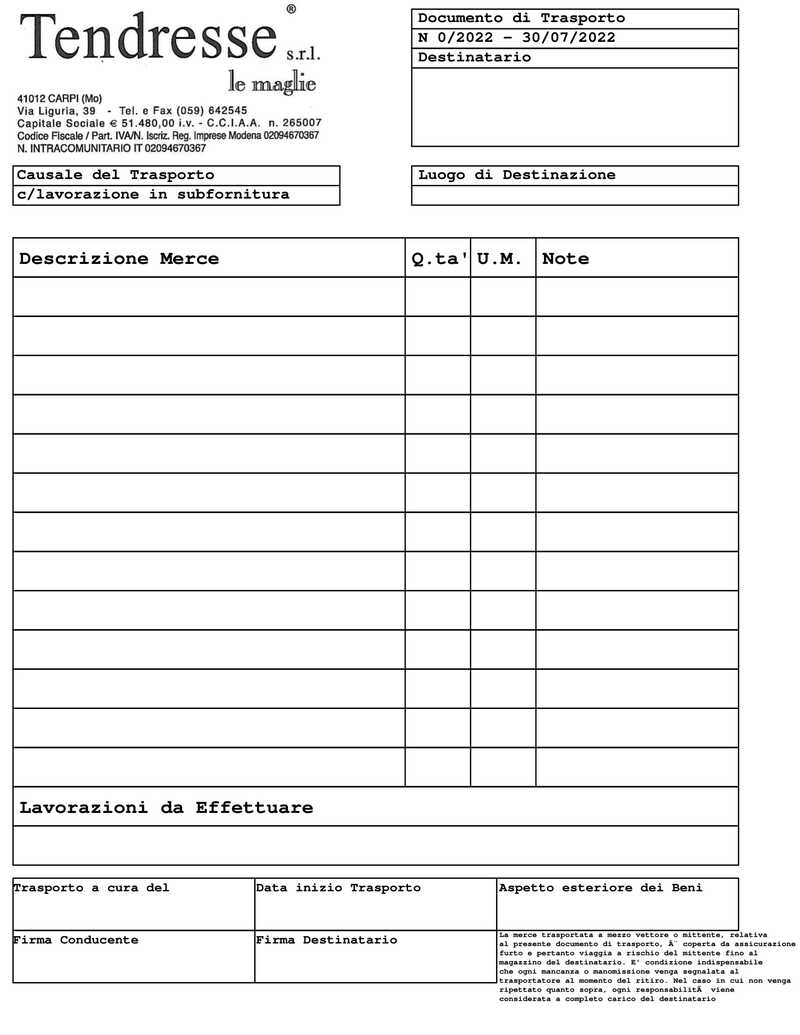 Tendresse® s.r.l.
le maglie
41012 CARPI (Mo)
Via Liguria, 39 - Tel. e Fax (059) 642545
Capitale Sociale € 51.480,00 i.v. - C.C.I.A.A. n. 265007
Codice Fiscale / Part. IVA/N. Iscriz. Reg. Imprese Modena 02094670367
N. INTRACOMUNITARIO IT 02094670367
Documento di Trasporto
N 0/2022 – 30/07/2022
Destinatario
Causale del Trasporto
c/lavorazione in subfornitura
Luogo di Destinazione
Descrizione Merce Q.ta' U.M. Note
Lavorazioni da Effettuare
Trasporto a cura del Data inizio Trasporto Aspetto esteriore dei Beni
Firma Conducente Firma Destinatario
La merce trasportata a mezzo vettore o mittente, relativa
al presente documento di trasporto, Ã¨ coperta da assicurazione
furto e pertanto viaggia a rischio del mittente fino al
magazzino del destinatario. E' condizione indispensabile
che ogni mancanza o manomissione venga segnalata al
trasportatore al momento del ritiro. Nel caso in cui non venga
ripettato quanto sopra, ogni responsabilitÃ  viene
considerata a completo carico del destinatario